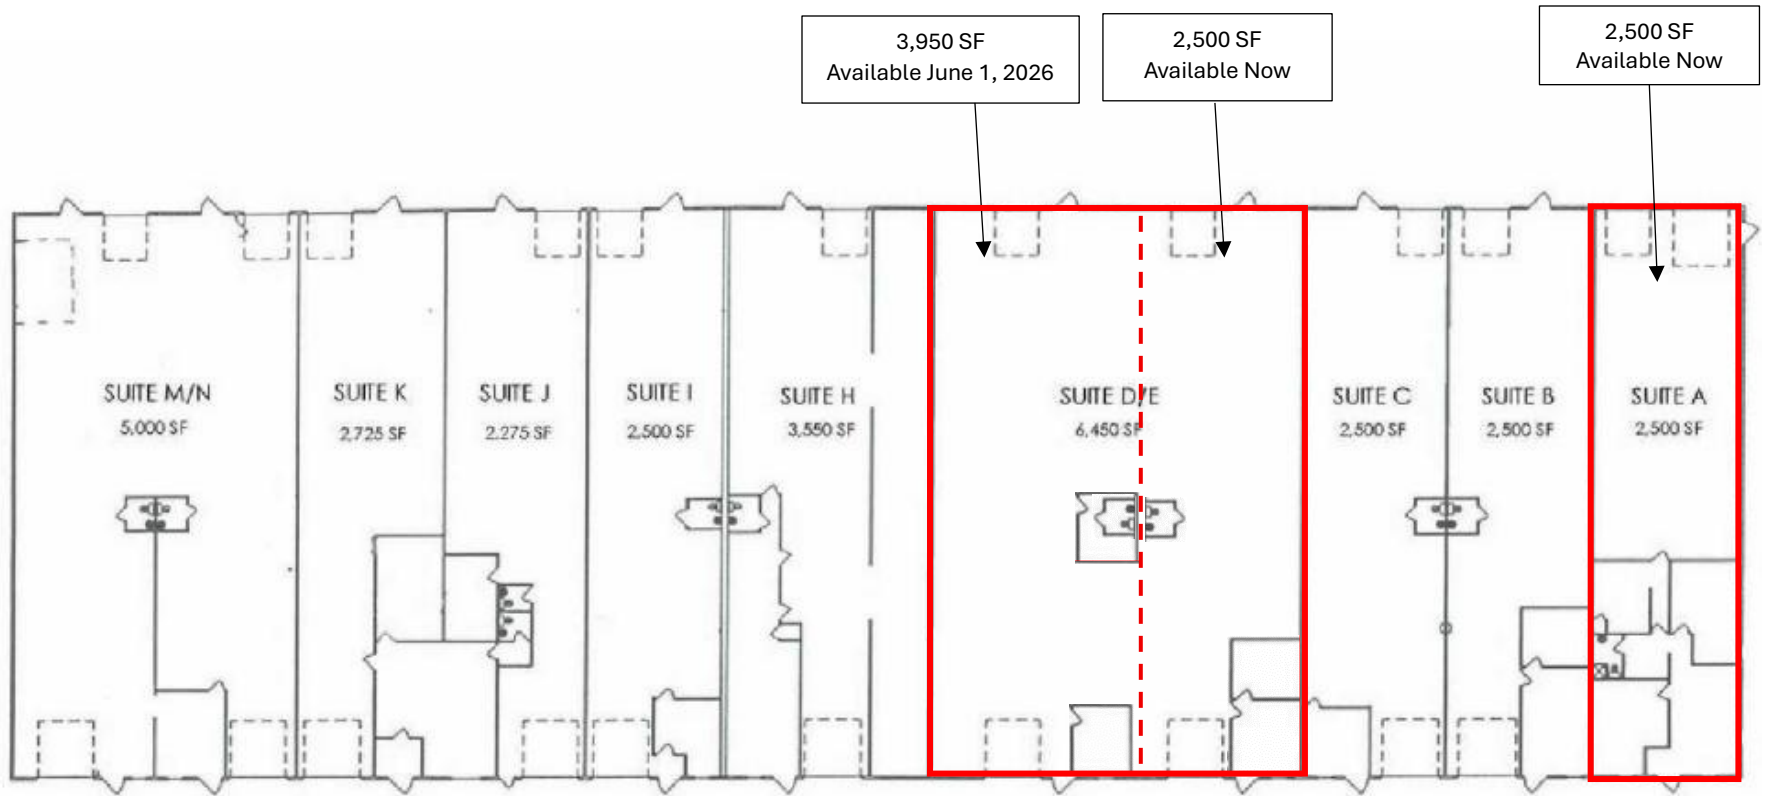 3,950 SF
Available June 1, 2026
2,500 SF
Available Now
2,500 SF
Available Now
SUITE M/N
5,000 SF
SUITE K
2,725 SF
SUITE J
2,275 SF
SUITE I
2,500 SF
SUITE H
3,550 SF
SUITE D/E
6,450 SF
SUITE C
2,500 SF
SUITE B
2,500 SF
SUITE A
2,500 SF